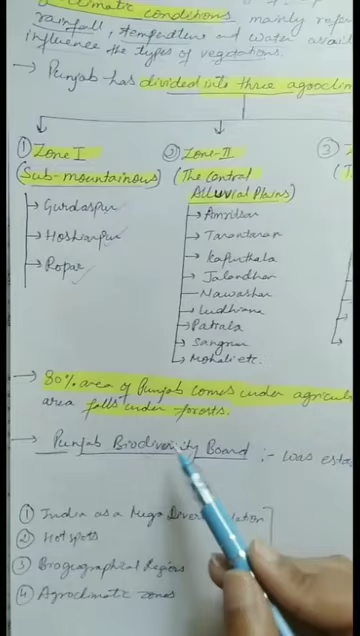 climatic conditions mainly refer
rainfall, temperature and water avail
influence the types of vegetations.
→ Punjab has divided into three agroclim
① Zone I
(Sub-mountainous)
→ Gurdaspur
→ Hoshiarpur
→ Ropar
② Zone-II
(The Central
Alluvial Plains)
→ Amritsar
→ Tarantaran
→ Kapurthala
→ Jalandhar
→ Nawashar
→ Ludhiana
→ Patiala
→ Sangrur
→ Mohali etc.
③
(T
→ 80% area of Punjab comes under agricul
area falls under forests.
→ Punjab Biodiversity Board :- was esta
① India as a Mega Diver
② Hot spots
③ Biogeographical Regions
④ Agroclimatic zones